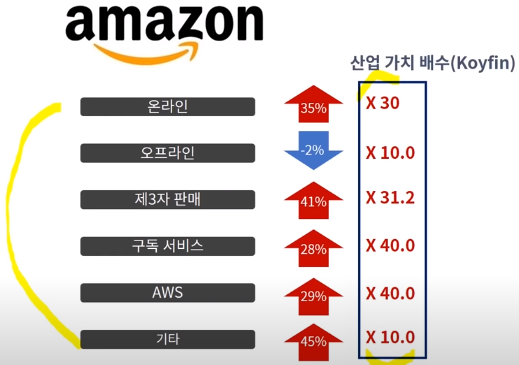 amazon
산업 가치 배수(Koyfin)
온라인 35% X 30
오프라인 -2% X 10.0
제3자 판매 41% X 31.2
구독 서비스 28% X 40.0
AWS 29% X 40.0
기타 45% X 10.0